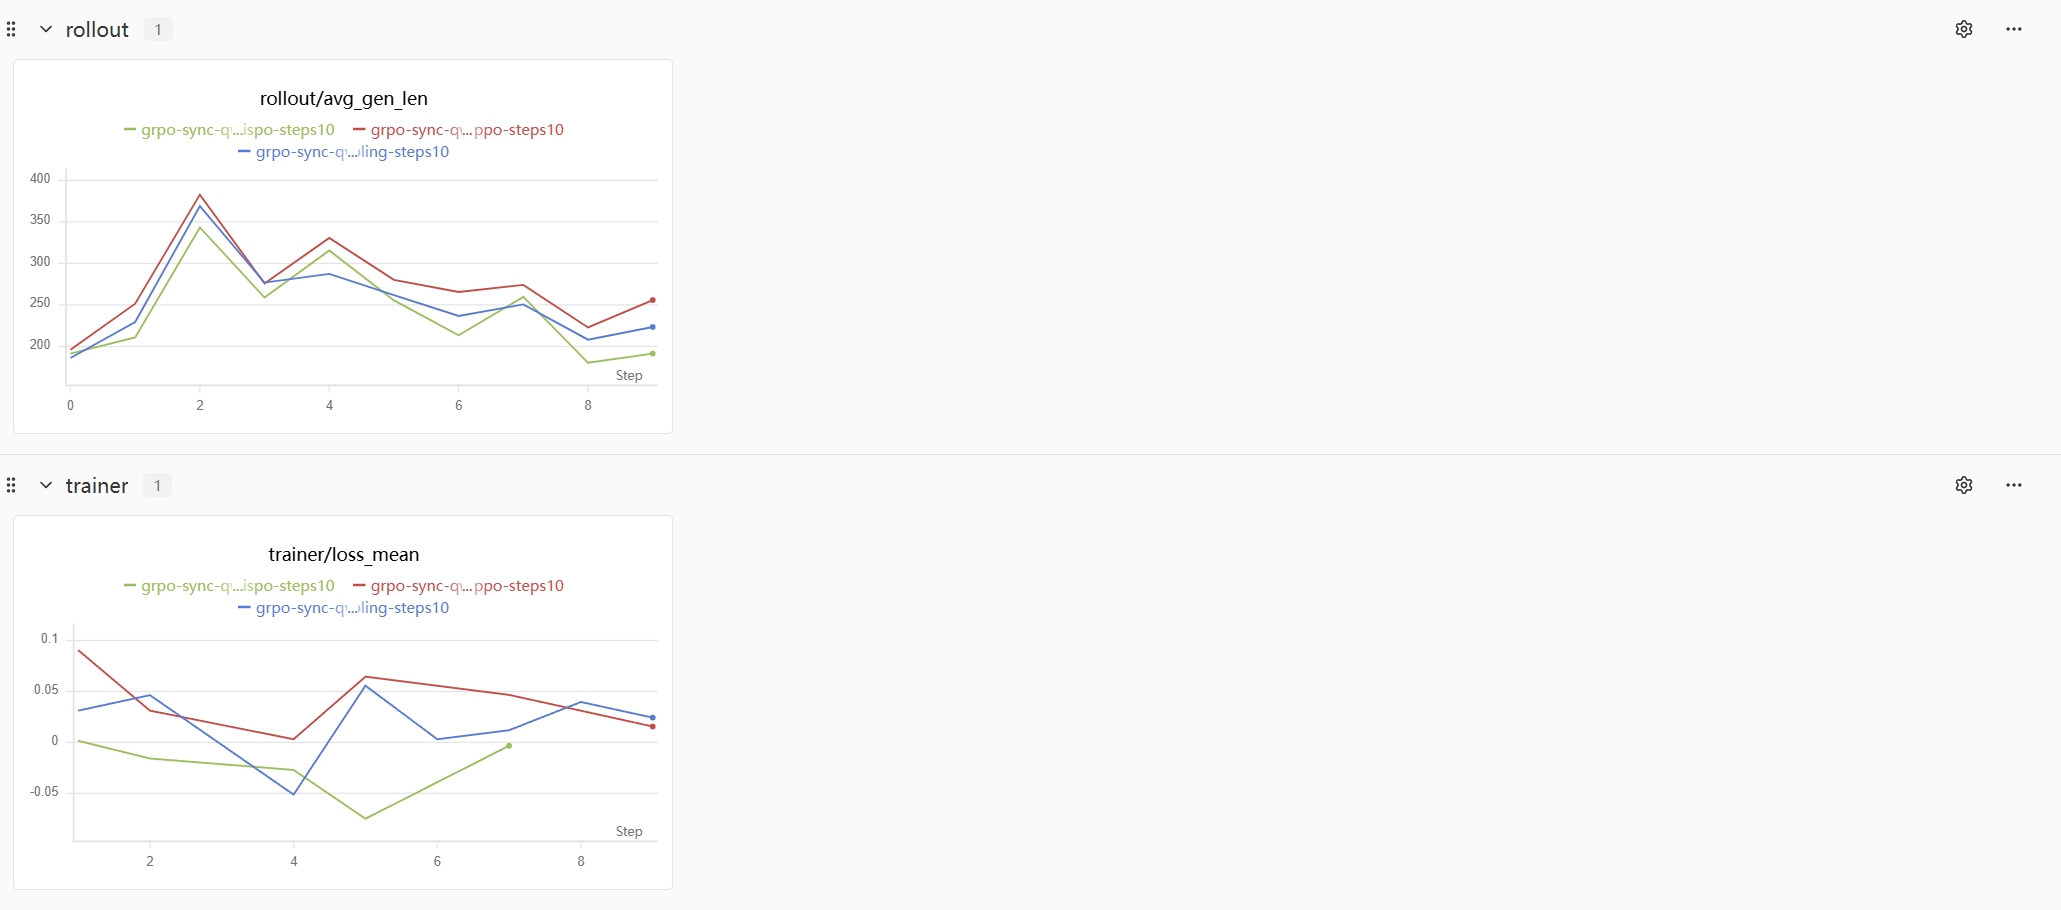 rollout 1
rollout/avg_gen_len
grpo-sync-q...ispo-steps10 grpo-sync-q...ppo-steps10
grpo-sync-q...ling-steps10
400
350
300
250
200
Step
0 2 4 6 8
trainer 1
trainer/loss_mean
grpo-sync-q...ispo-steps10 grpo-sync-q...ppo-steps10
grpo-sync-q...ling-steps10
0.1
0.05
0
-0.05
Step
2 4 6 8